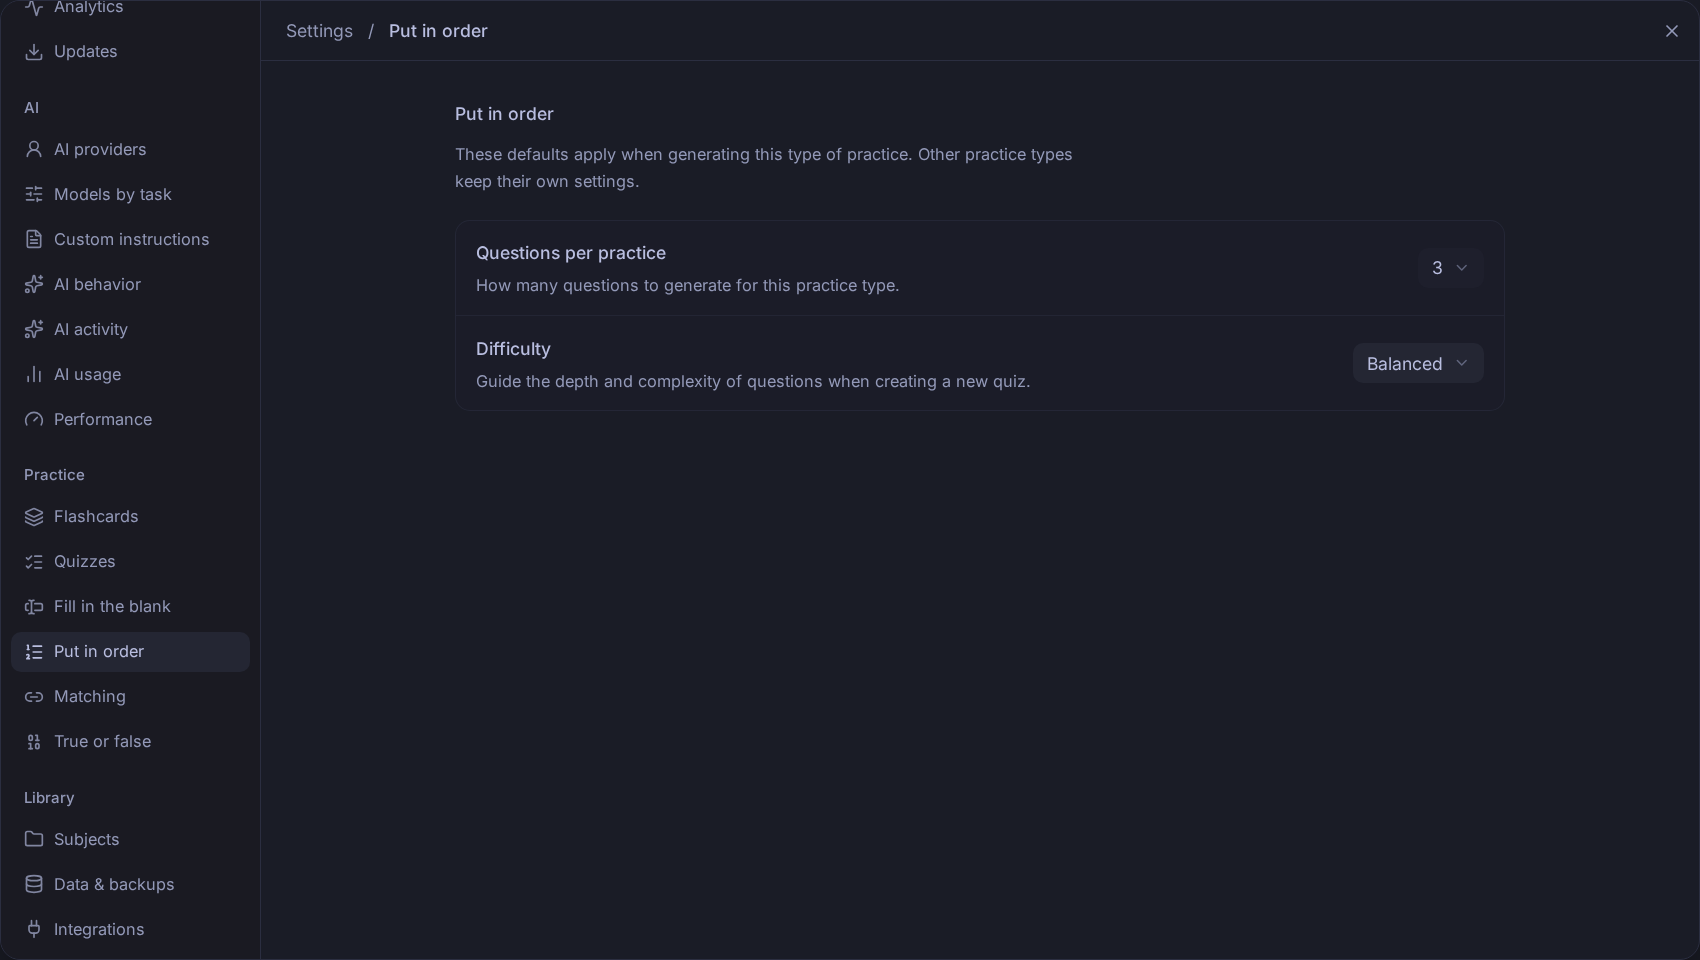 Analytics
Updates
AI
AI providers
Models by task
Custom instructions
AI behavior
AI activity
AI usage
Performance
Practice
Flashcards
Quizzes
Fill in the blank
Put in order
Matching
True or false
Library
Subjects
Data & backups
Integrations
Settings / Put in order
Put in order
These defaults apply when generating this type of practice. Other practice types
keep their own settings.
Questions per practice
How many questions to generate for this practice type.
3
Difficulty
Guide the depth and complexity of questions when creating a new quiz.
Balanced